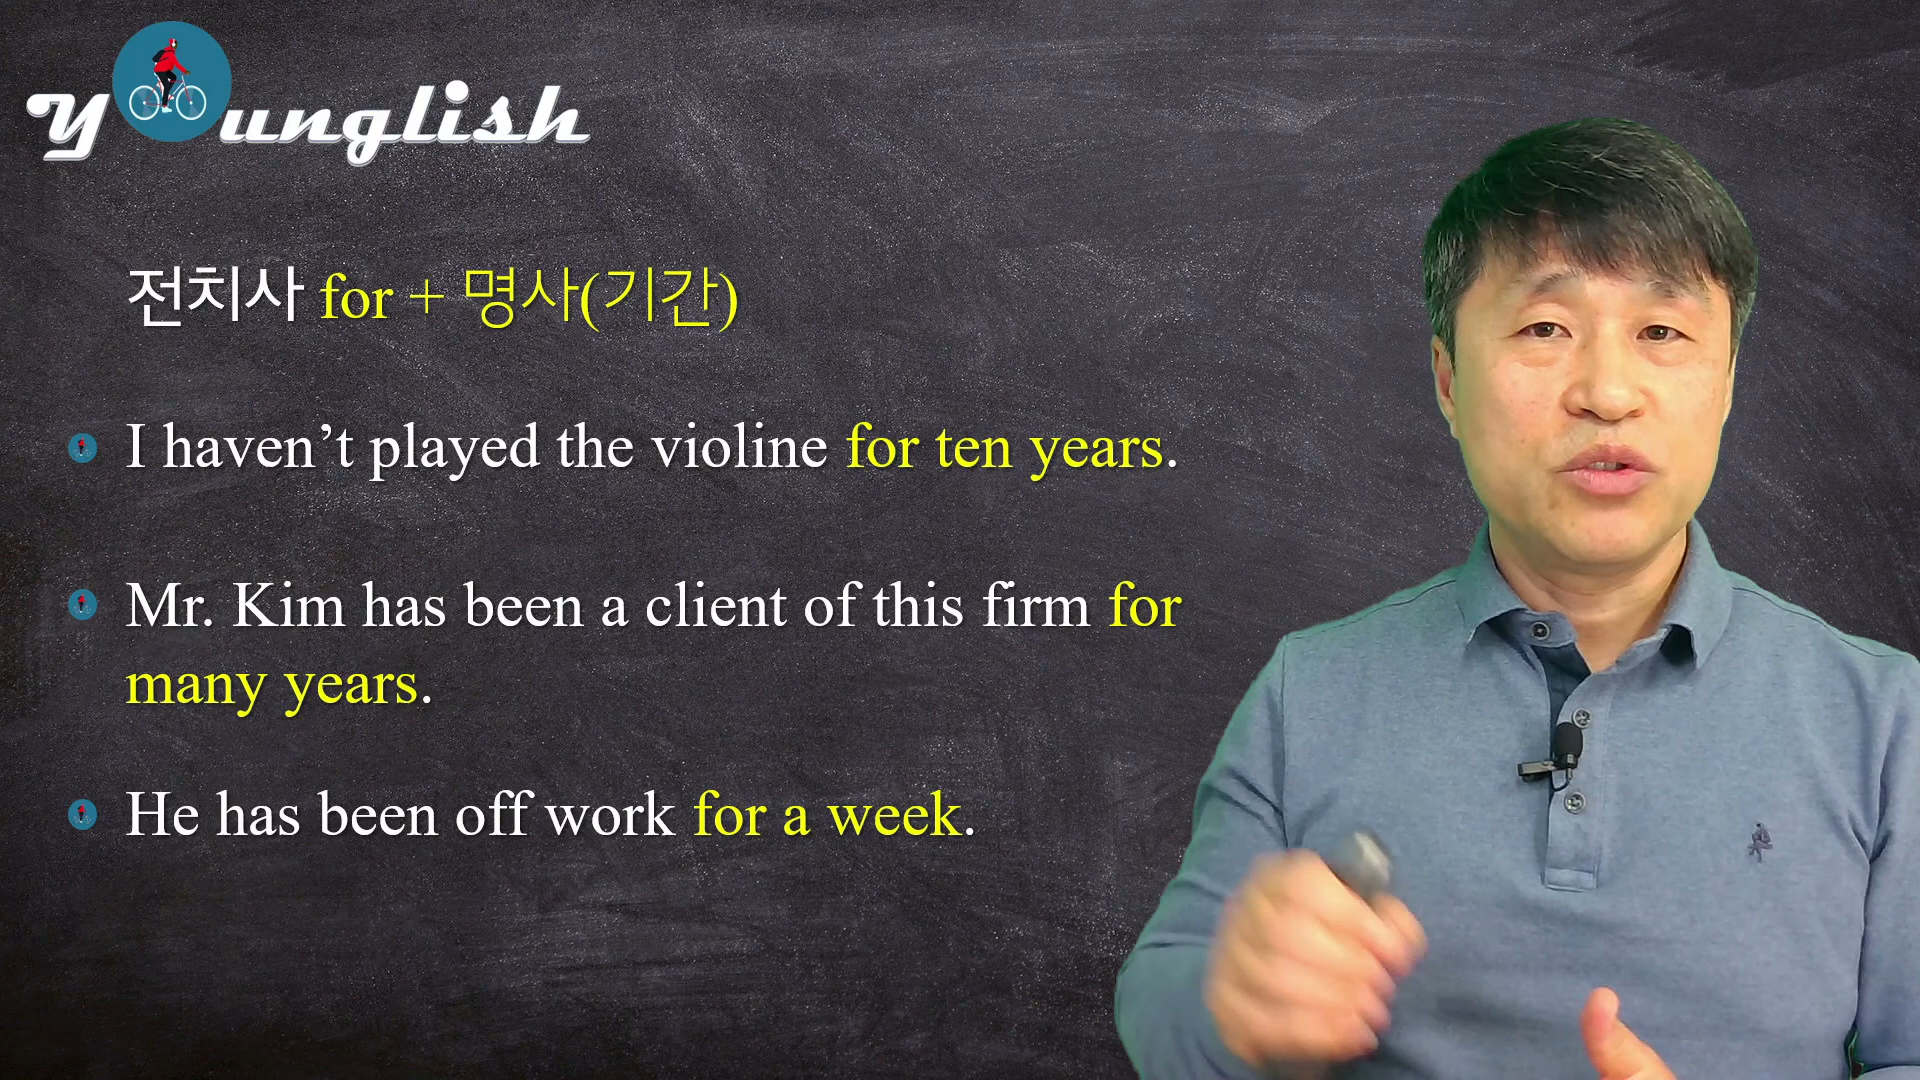 Younglish
전치사 for + 명사(기간)
I haven’t played the violine for ten years.
Mr. Kim has been a client of this firm for
many years.
He has been off work for a week.